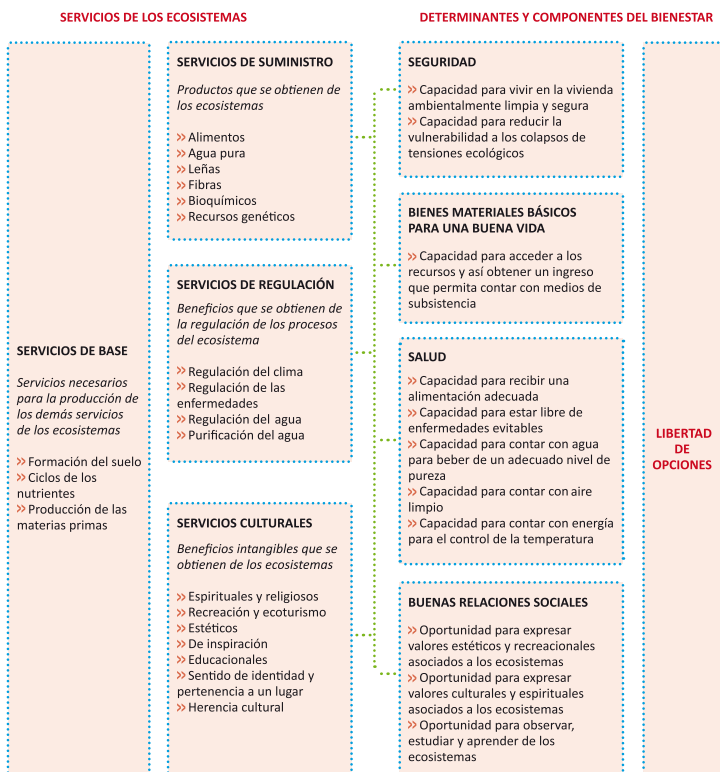 SERVICIOS DE LOS ECOSISTEMAS
DETERMINANTES Y COMPONENTES DEL BIENESTAR
SERVICIOS DE BASE
Servicios necesarios
para la producción de
los demás servicios
de los ecosistemas
» Formación del suelo
» Ciclos de los
nutrientes
» Producción de las
materias primas
SERVICIOS DE SUMINISTRO
Productos que se obtienen de
los ecosistemas
» Alimentos
» Agua pura
» Leñas
» Fibras
» Bioquímicos
» Recursos genéticos
SERVICIOS DE REGULACIÓN
Beneficios que se obtienen de
la regulación de los procesos
del ecosistema
» Regulación del clima
» Regulación de las
enfermedades
» Regulación del agua
» Purificación del agua
SERVICIOS CULTURALES
Beneficios intangibles que se
obtienen de los ecosistemas
» Espirituales y religiosos
» Recreación y ecoturismo
» Estéticos
» De inspiración
» Educacionales
» Sentido de identidad y
pertenencia a un lugar
» Herencia cultural
SEGURIDAD
» Capacidad para vivir en la vivienda
ambientalmente limpia y segura
» Capacidad para reducir la
vulnerabilidad a los colapsos de
tensiones ecológicos
BIENES MATERIALES BÁSICOS
PARA UNA BUENA VIDA
» Capacidad para acceder a los
recursos y así obtener un ingreso
que permita contar con medios de
subsistencia
SALUD
» Capacidad para recibir una
alimentación adecuada
» Capacidad para estar libre de
enfermedades evitables
» Capacidad para contar con agua
para beber de un adecuado nivel de
pureza
» Capacidad para contar con aire
limpio
» Capacidad para contar con energía
para el control de la temperatura
BUENAS RELACIONES SOCIALES
» Oportunidad para expresar
valores estéticos y recreacionales
asociados a los ecosistemas
» Oportunidad para expresar
valores culturales y espirituales
asociados a los ecosistemas
» Oportunidad para observar,
estudiar y aprender de los
ecosistemas
LIBERTAD
DE
OPCIONES